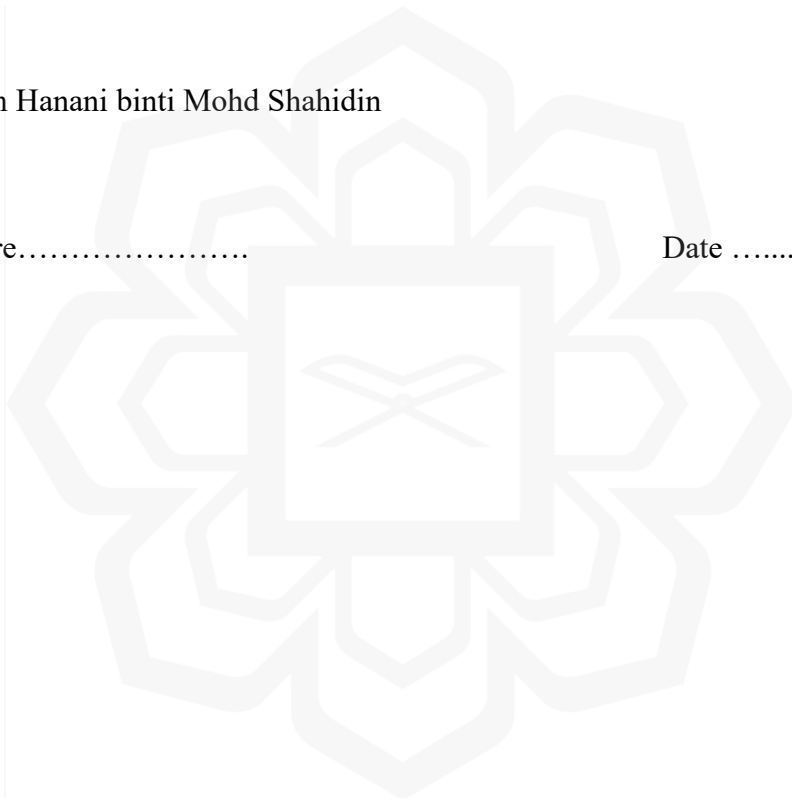 n Hanani binti Mohd Shahidin
re………………….. Date …....